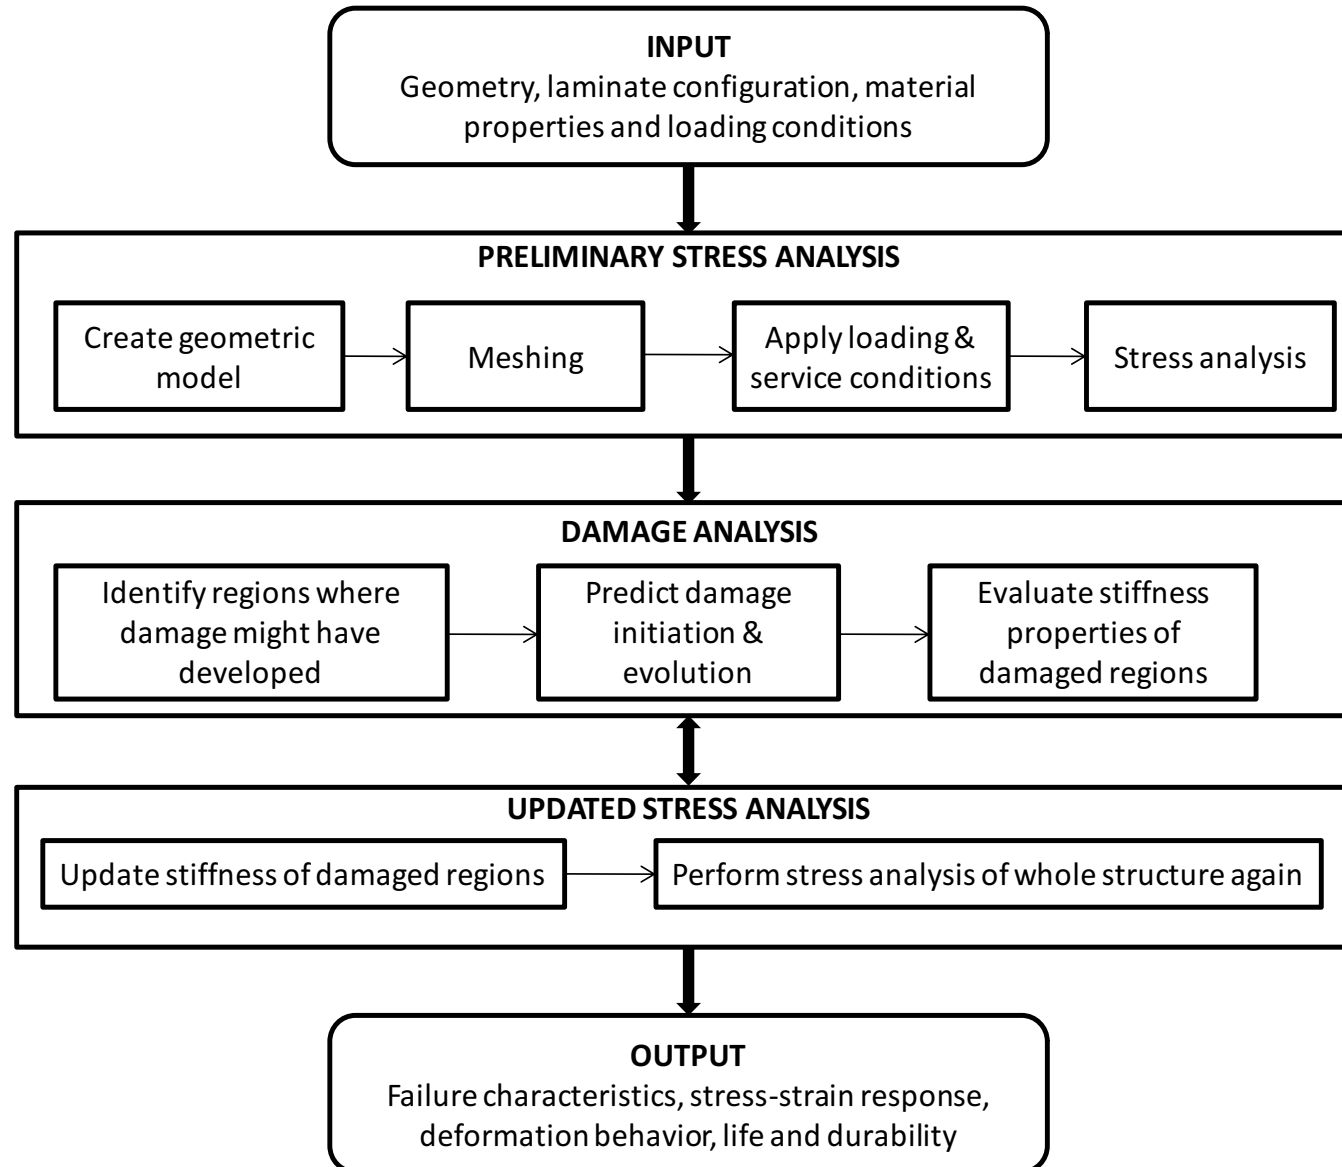 INPUT
Geometry, laminate configuration, material
properties and loading conditions
PRELIMINARY STRESS ANALYSIS
Create geometric
model
Meshing
Apply loading &
service conditions
Stress analysis
DAMAGE ANALYSIS
Identify regions where
damage might have
developed
Predict damage
initiation &
evolution
Evaluate stiffness
properties of
damaged regions
UPDATED STRESS ANALYSIS
Update stiffness of damaged regions
Perform stress analysis of whole structure again
OUTPUT
Failure characteristics, stress-strain response,
deformation behavior, life and durability